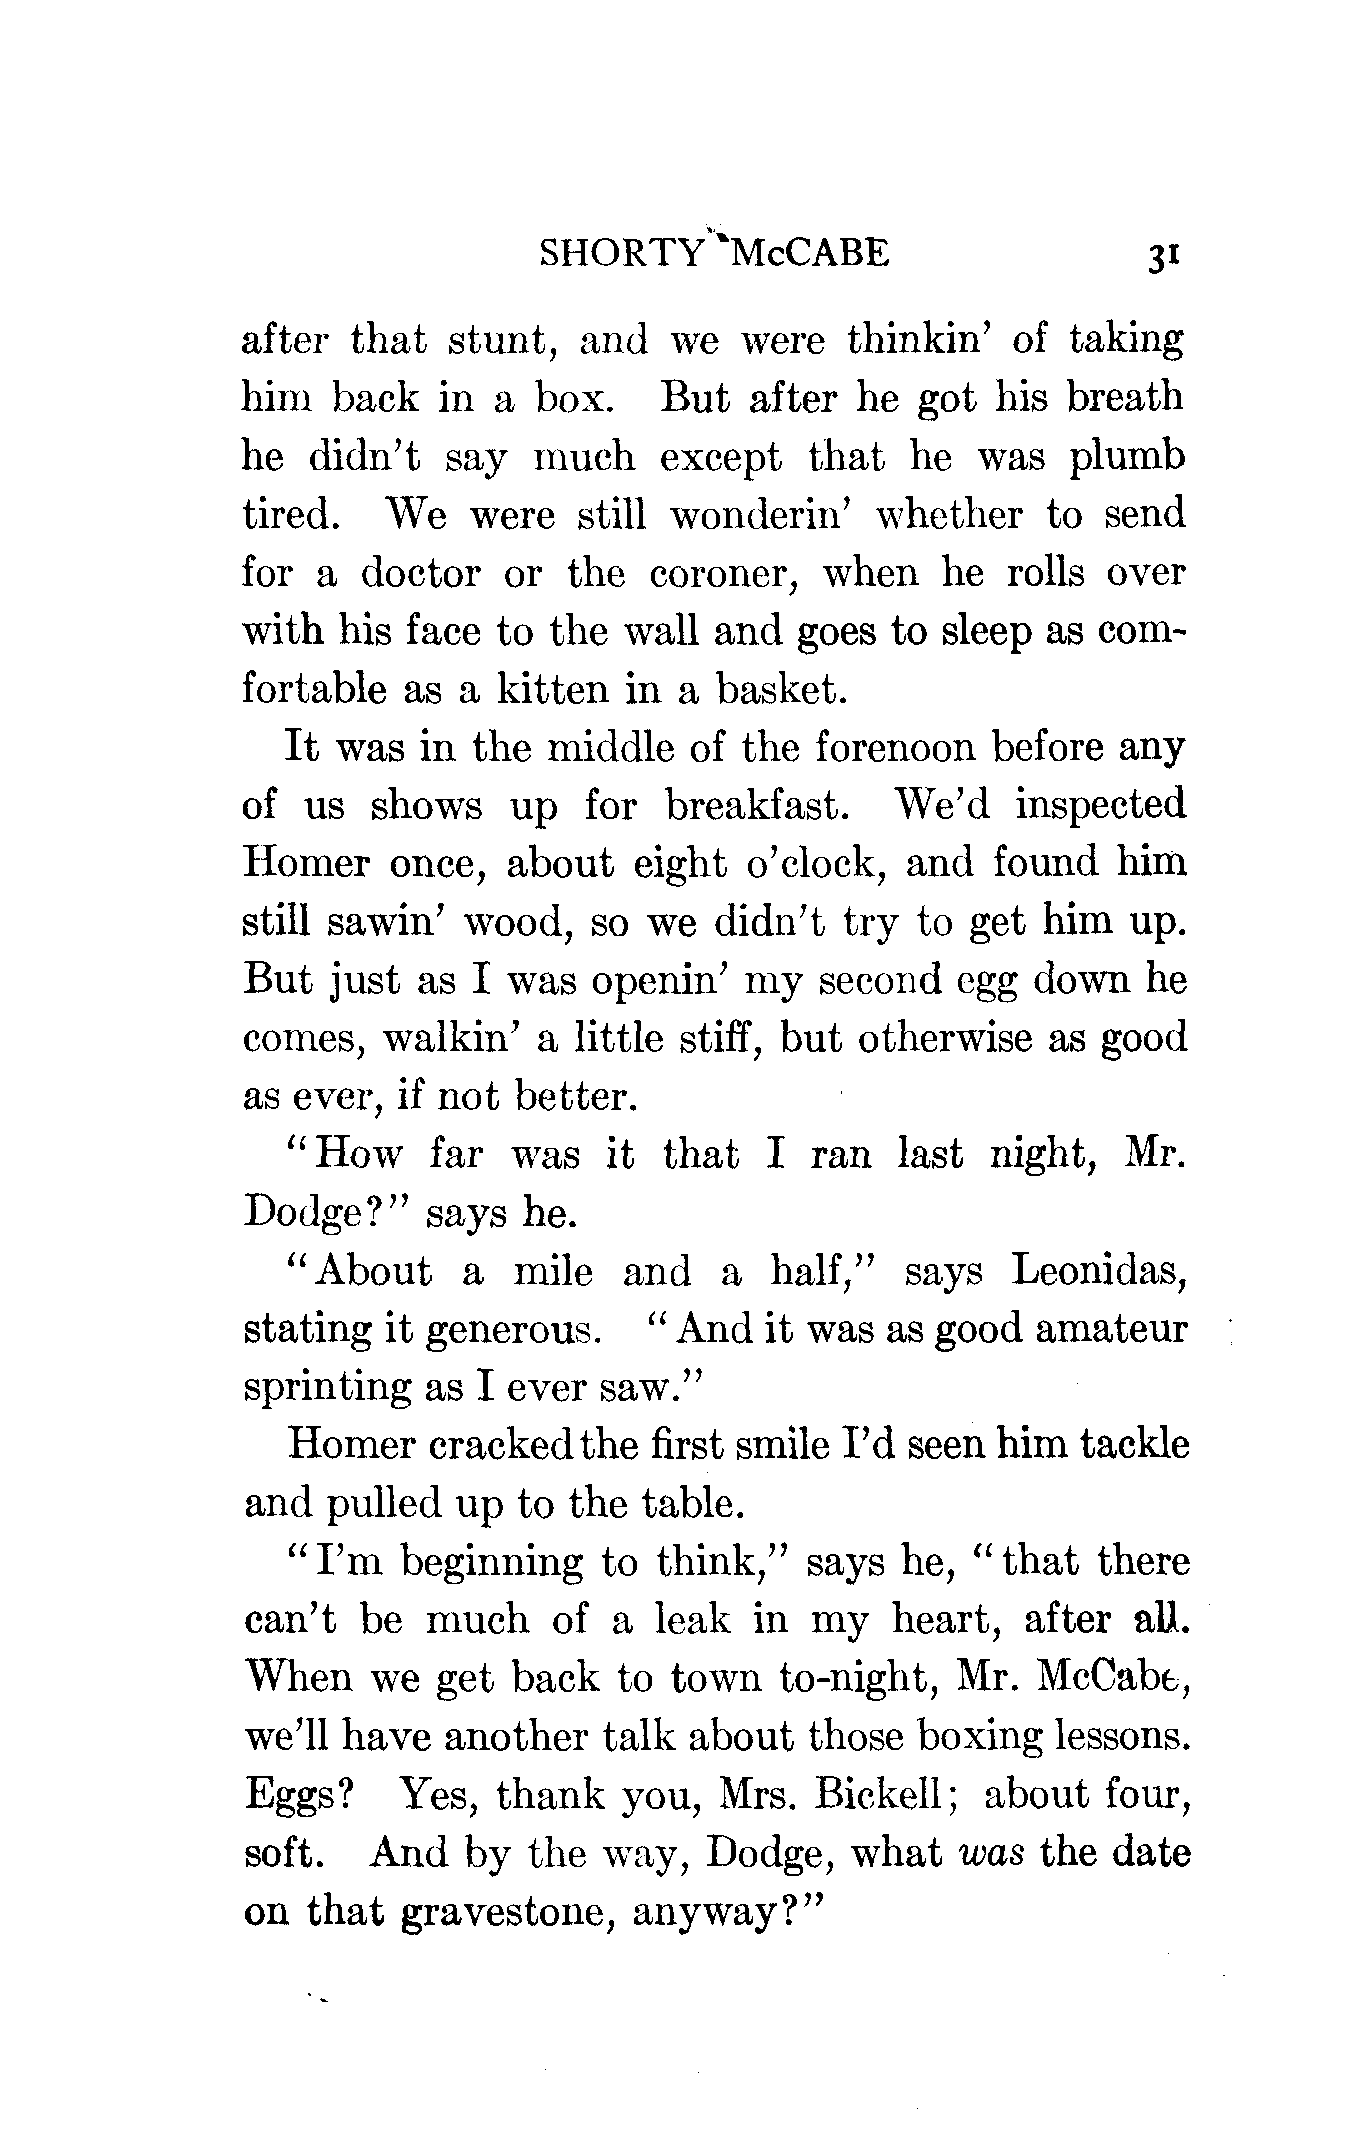 SHORTY McCABE 31
after that stunt, and we were thinkin' of taking
him back in a box. But after he got his breath
he didn't say much except that he was plumb
tired. We were still wonderin' whether to send
for a doctor or the coroner, when he rolls over
with his face to the wall and goes to sleep as com-
fortable as a kitten in a basket.
It was in the middle of the forenoon before any
of us shows up for breakfast. We'd inspected
Homer once, about eight o'clock, and found him
still sawin' wood, so we didn't try to get him up.
But just as I was openin' my second egg down he
comes, walkin' a little stiff, but otherwise as good
as ever, if not better.
"How far was it that I ran last night, Mr.
Dodge?" says he.
"About a mile and a half," says Leonidas,
stating it generous. "And it was as good amateur
sprinting as I ever saw."
Homer cracked the first smile I'd seen him tackle
and pulled up to the table.
"I'm beginning to think," says he, "that there
can't be much of a leak in my heart, after all.
When we get back to town to-night, Mr. McCabe,
we'll have another talk about those boxing lessons.
Eggs? Yes, thank you, Mrs. Bickell; about four,
soft. And by the way, Dodge, what was the date
on that gravestone, anyway?"